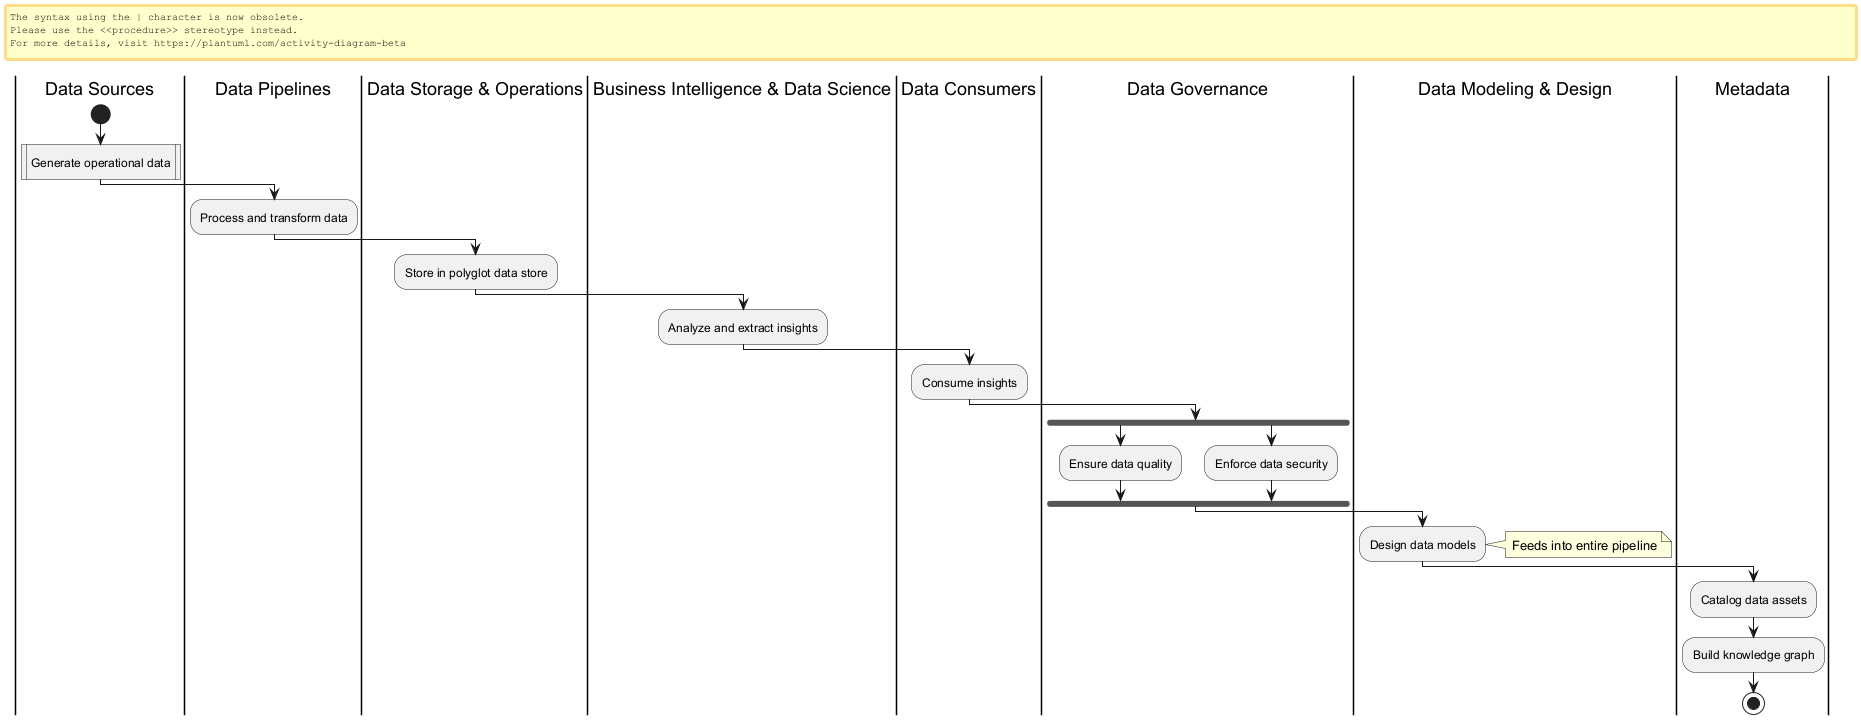 The syntax using the | character is now obsolete.
Please use the <<procedure>> stereotype instead.
For more details, visit https://plantuml.com/activity-diagram-beta
Data Sources
Data Pipelines
Data Storage & Operations
Business Intelligence & Data Science
Data Consumers
Data Governance
Data Modeling & Design
Metadata
Generate operational data
Process and transform data
Store in polyglot data store
Analyze and extract insights
Consume insights
Ensure data quality
Enforce data security
Design data models
Feeds into entire pipeline
Catalog data assets
Build knowledge graph